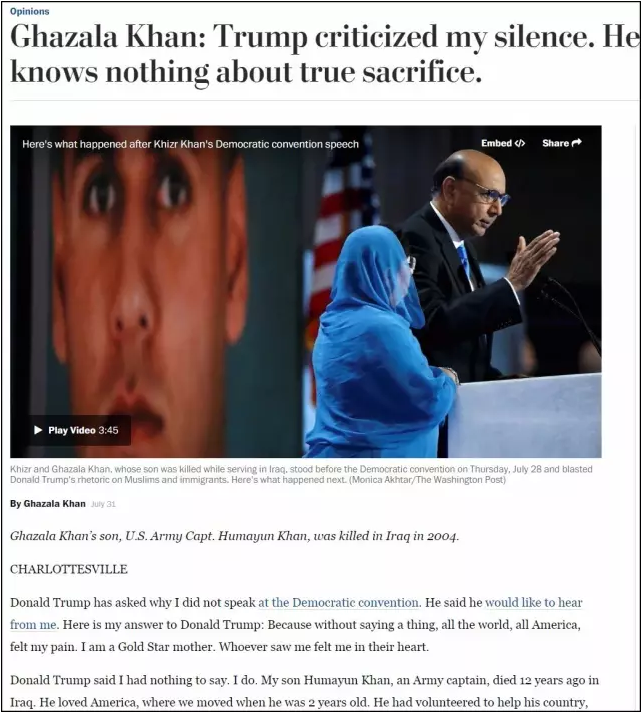 Opinions
Ghazala Khan: Trump criticized my silence. He
knows nothing about true sacrifice.
Here's what happened after Khizr Khan's Democratic convention speech
Embed </> Share
Play Video 3:45
Khizr and Ghazala Khan, whose son was killed while serving in Iraq, stood before the Democratic convention on Thursday, July 28 and blasted
Donald Trump's rhetoric on Muslims and immigrants. Here's what happened next. (Monica Akhtar/The Washington Post)
By Ghazala Khan July 31
Ghazala Khan's son, U.S. Army Capt. Humayun Khan, was killed in Iraq in 2004.
CHARLOTTESVILLE
Donald Trump has asked why I did not speak at the Democratic convention. He said he would like to hear
from me. Here is my answer to Donald Trump: Because without saying a thing, all the world, all America,
felt my pain. I am a Gold Star mother. Whoever saw me felt me in their heart.
Donald Trump said I had nothing to say. I do. My son Humayun Khan, an Army captain, died 12 years ago in
Iraq. He loved America, where we moved when he was 2 years old. He had volunteered to help his country,